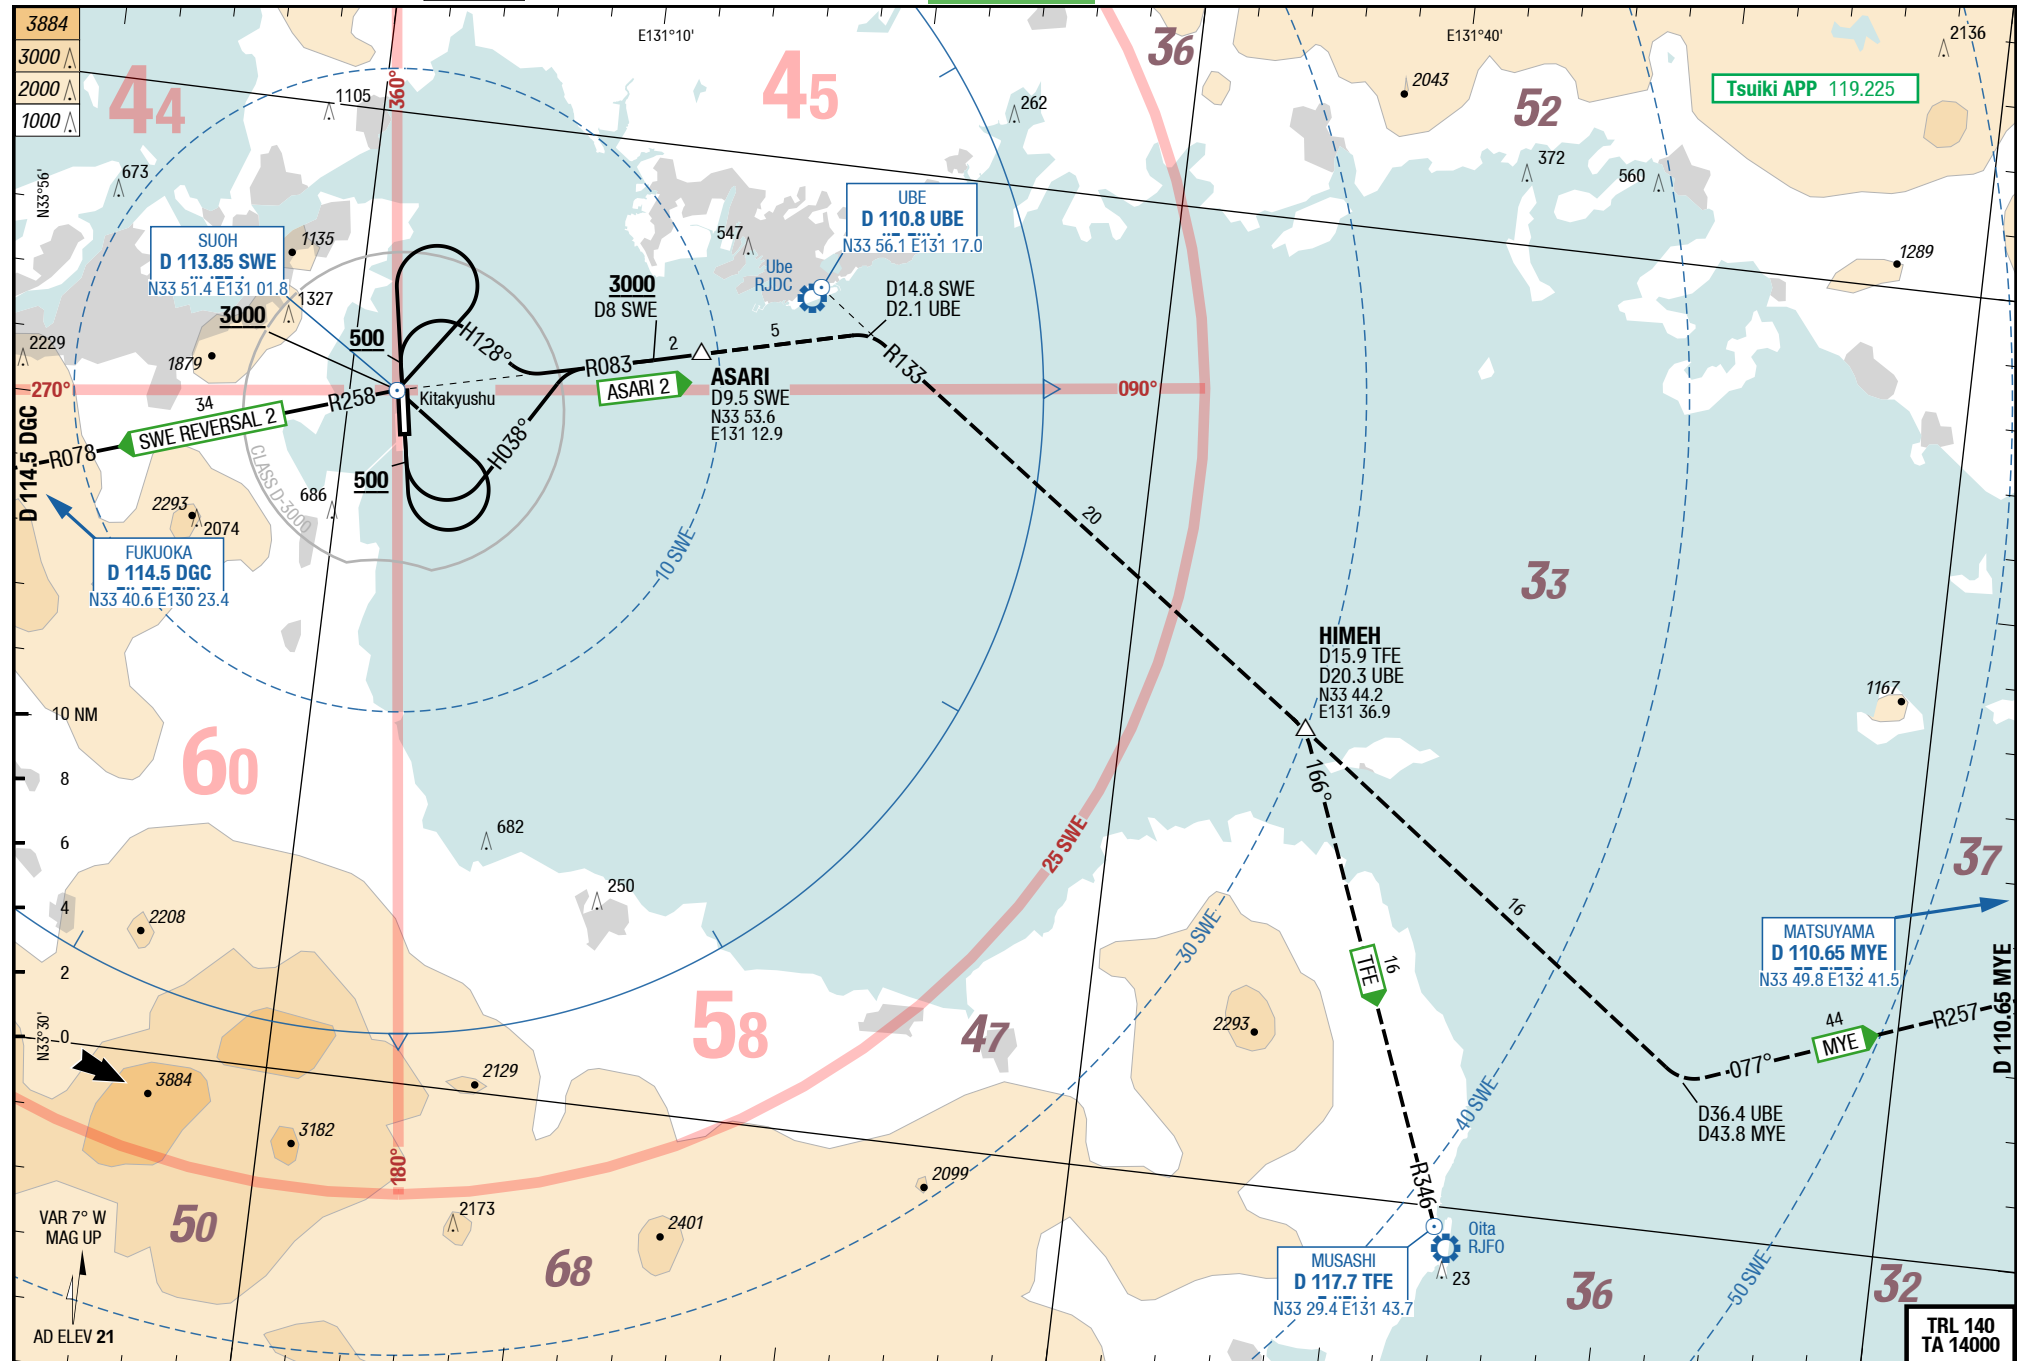 3884
3000
2000
1000
44
45
36
52
E131°10'
E131°40'
2136
2043
Tsuiki APP 119.225
1105
360°
262
673
372
560
N33°56'
SUOH
D 113.85 SWE
N33 51.4 E131 01.8
1135
1327
3000
UBE
D 110.8 UBE
N33 56.1 E131 17.0
547
Ube
RJDC
1289
2229
1879
500
H128°
3000
D8 SWE
2
5
D14.8 SWE
D2.1 UBE
R133
270°
R083
ASARI 2
ASARI
D9.5 SWE
N33 53.6
E131 12.9
090°
34
SWE REVERSAL 2
R258
Kitakyushu
R078
D 114.5 DGC
H038°
500
CLASS D-3000
686
2293
2074
FUKUOKA
D 114.5 DGC
N33 40.6 E130 23.4
10 SWE
20
33
HIMEH
D15.9 TFE
D20.3 UBE
N33 44.2
E131 36.9
1167
10 NM
8
6
4
2
0
60
166°
682
25 SWE
37
250
2208
30 SWE
16
TFE
16
MATSUYAMA
D 110.65 MYE
N33 49.8 E132 41.5
D 110.65 MYE
58
47
2293
N33°30'
44
MYE
R257
077°
3884
2129
3182
180°
40 SWE
D36.4 UBE
D43.8 MYE
2099
R346
VAR 7° W
MAG UP
50
2173
2401
68
Oita
RJFO
MUSASHI
D 117.7 TFE
N33 29.4 E131 43.7
23
36
50 SWE
32
AD ELEV 21
TRL 140
TA 14000